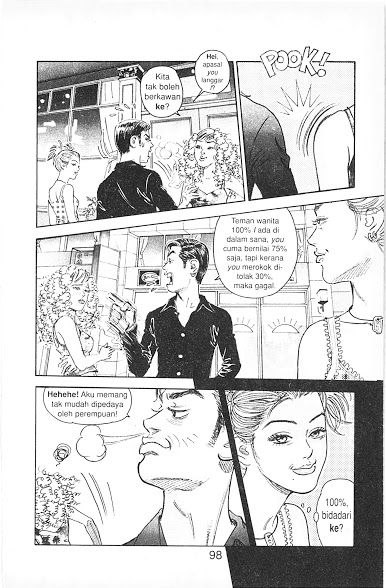 Kita
tak boleh
berkawan
ke?
Hei,
apasal
you
langgar
I?
POOK!
Teman wanita
100% I ada di
dalam sana, you
cuma bernilai 75%
saja, tapi kerana
you merokok di-
tolak 30%,
maka gagal.
Hehehe! Aku memang
tak mudah dipedaya
oleh perempuan!
100%,
bidadari
ke?
98